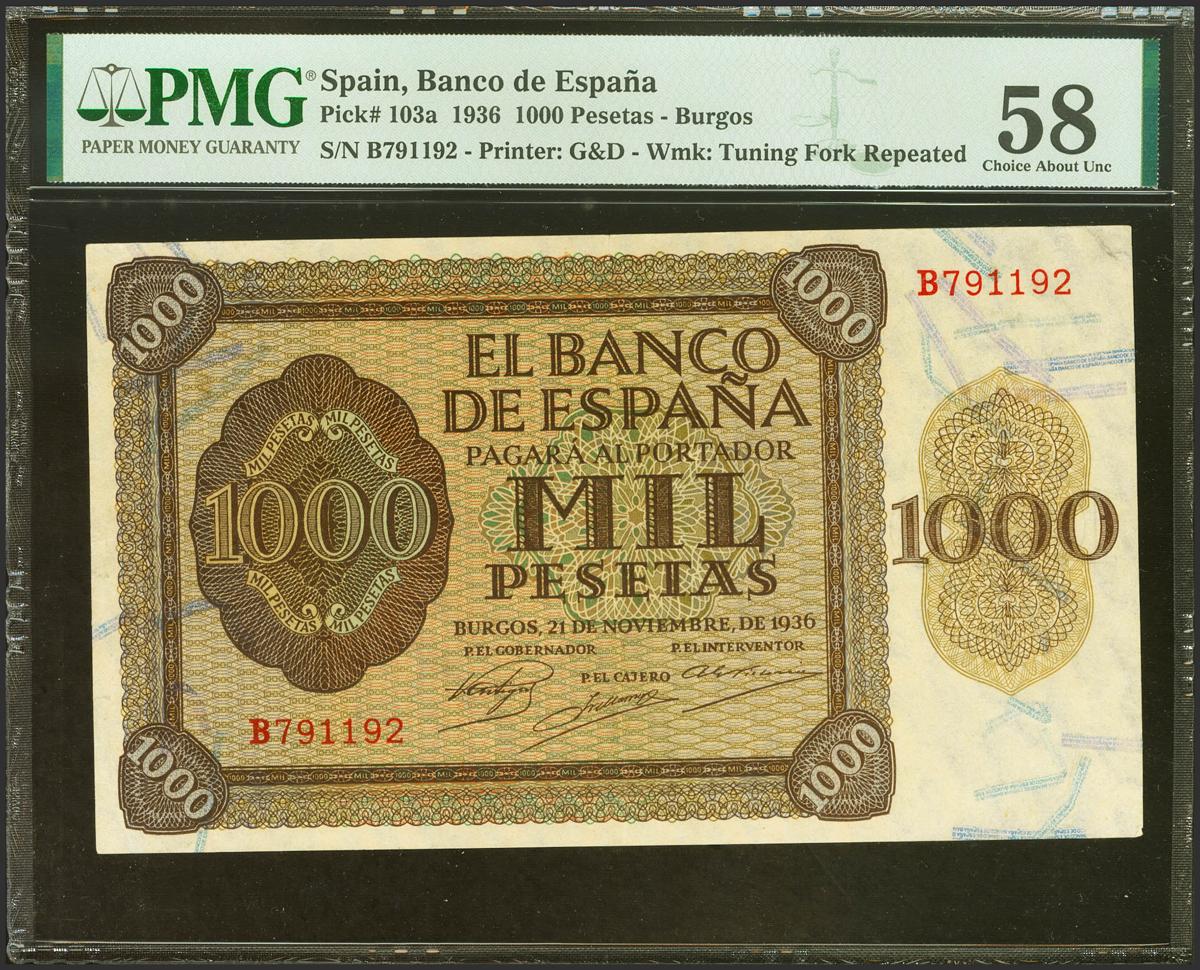 PMG®
PAPER MONEY GUARANTY
Spain, Banco de España
Pick# 103a 1936 1000 Pesetas - Burgos
S/N B791192 - Printer: G&D - Wmk: Tuning Fork Repeated
58
Choice About Unc
1000
1000
B791192
EL BANCO
DE ESPAÑA
PAGARÁ AL PORTADOR
MIL
PESETAS
MIL PESETAS MIL PESETAS
1000
MIL PESETAS MIL PESETAS
1000
BURGOS, 21 DE NOVIEMBRE, DE 1936
P. EL GOBERNADOR
P. EL INTERVENTOR
P. EL CAJERO
B791192
1000
1000